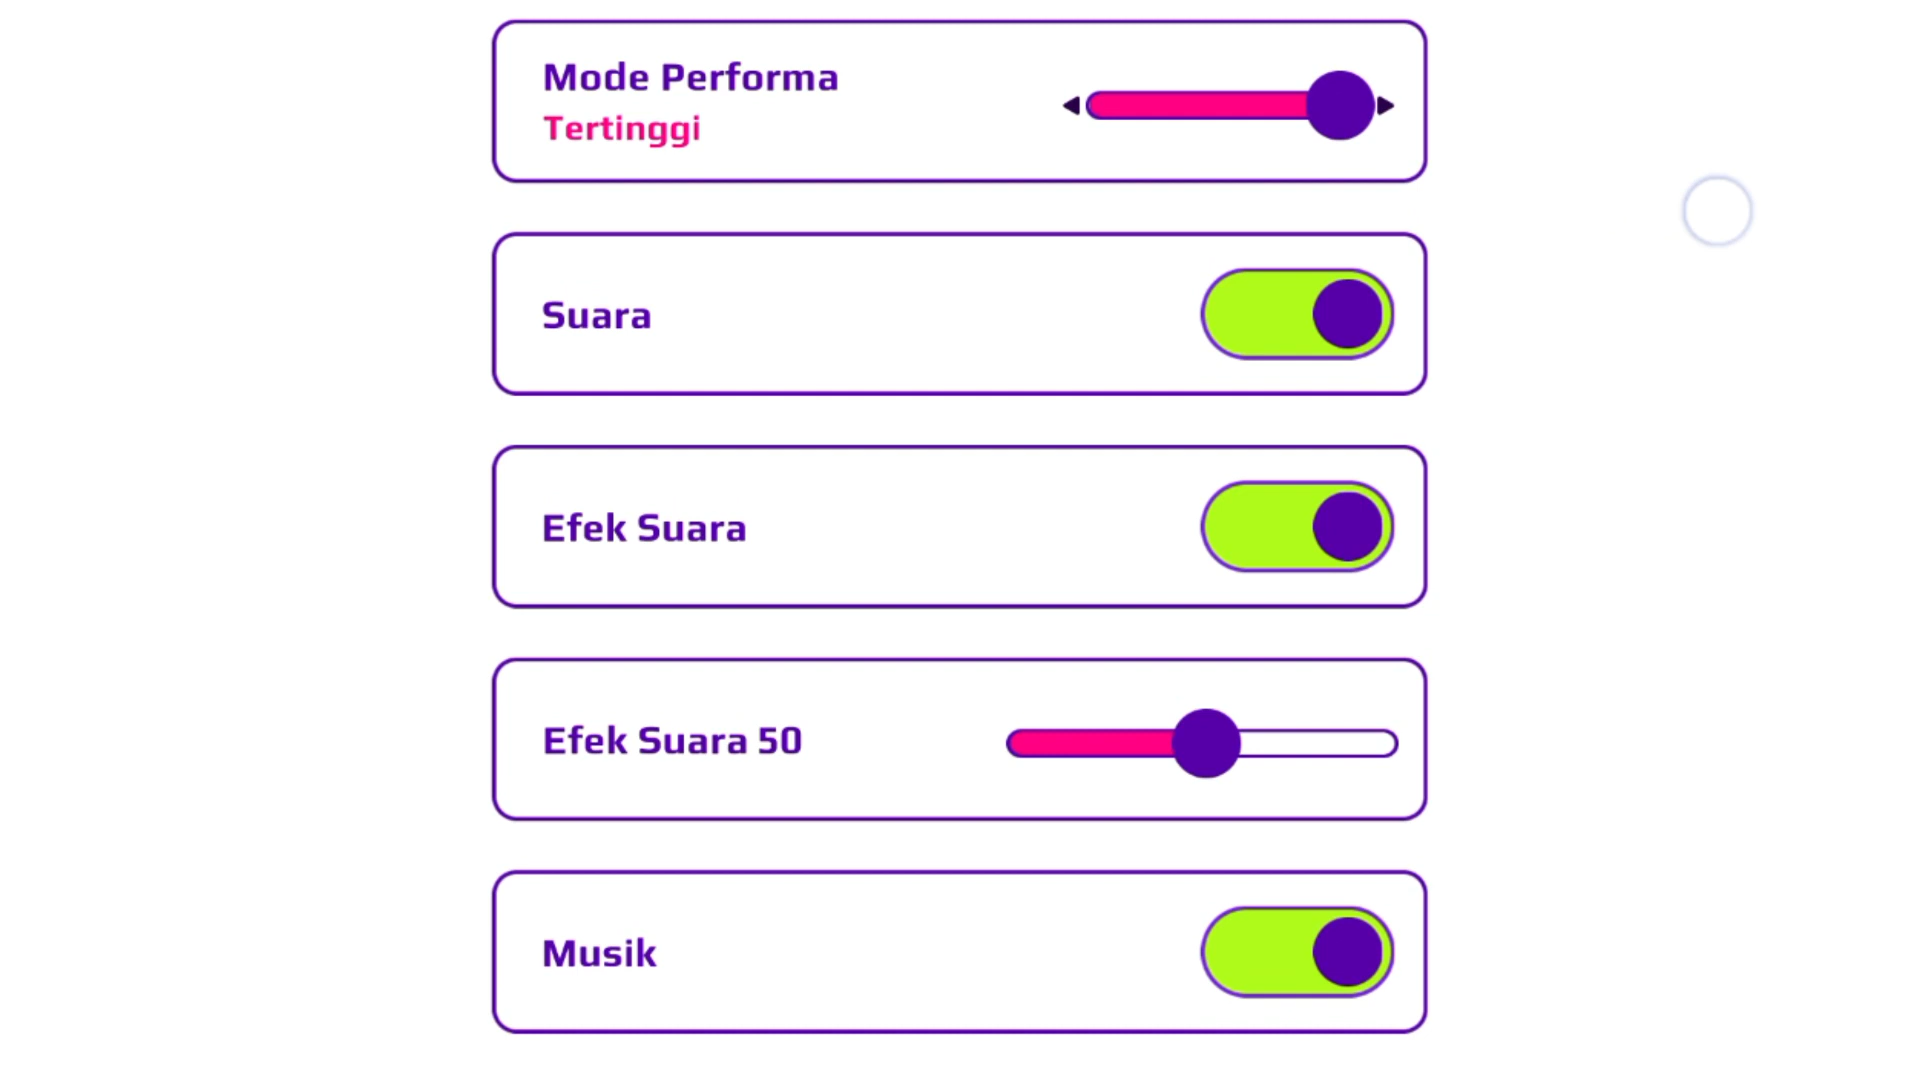 Mode Performa
Tertinggi
Suara
Efek Suara
Efek Suara 50
Musik